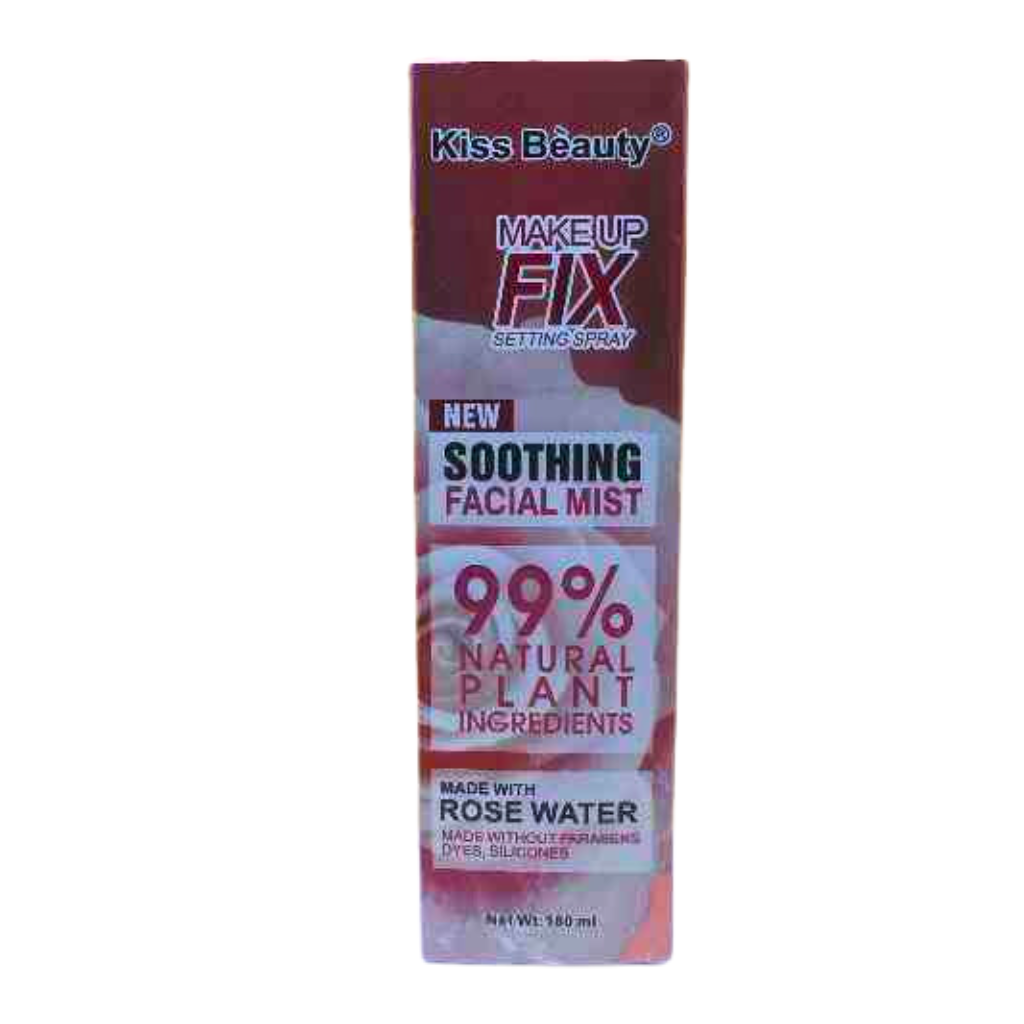 Kiss Bèauty®
MAKE UP
FIX
SETTING SPRAY
NEW
SOOTHING
FACIAL MIST
99%
NATURAL
PLANT
INGREDIENTS
MADE WITH
ROSE WATER
MADE WITHOUT PARABENS
DYES, SILICONES
Net Wt. 180 ml